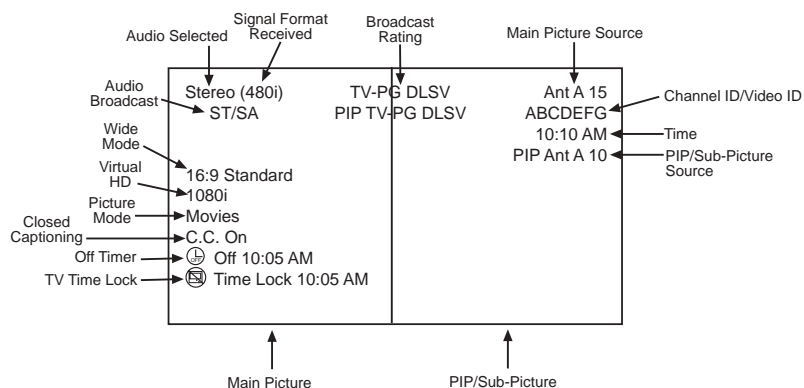 Signal Format
Received
Broadcast
Rating
Audio Selected
Main Picture Source
Audio
Broadcast
Stereo (480i)
ST/SA
TV-PG DLSV
PIP TV-PG DLSV
Ant A 15
ABCDEFG
10:10 AM
PIP Ant A 10
Channel ID/Video ID
Time
PIP/Sub-Picture
Source
Wide
Mode
16:9 Standard
Virtual
HD
1080i
Picture
Mode
Movies
Closed
Captioning
C.C. On
Off Timer
OFF
Off 10:05 AM
TV Time Lock
Time Lock 10:05 AM
Main Picture
PIP/Sub-Picture